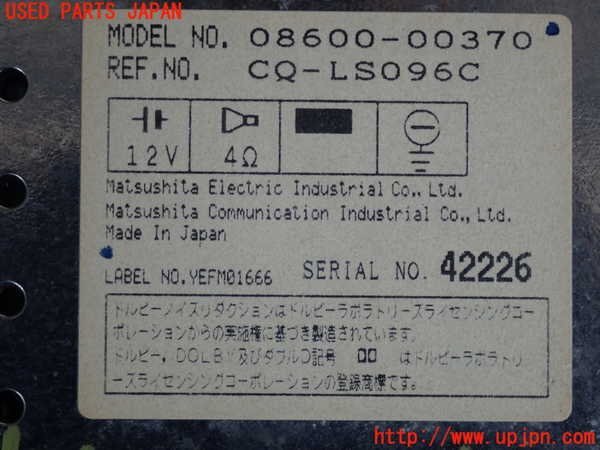 USED PARTS JAPAN
MODEL NO. 08600-00370
REF.NO. CQ-LS096C
12V 4Ω
Matsushita Electric Industrial Co., Ltd.
Matsushita Communication Industrial Co., Ltd.
Made In Japan
LABEL NO.YEFM01666 SERIAL NO. 42226
ドルビーノイズリダクションはドルビーラボラトリーズライセンシングコー
ポレーションからの実施権に基づき製造されています。
ドルビー,DOLBY及びダブルD記号 はドルビーラボラトリ
ーズライセンシングコーポレーションの登録商標です。
http://www.upjpn.com/